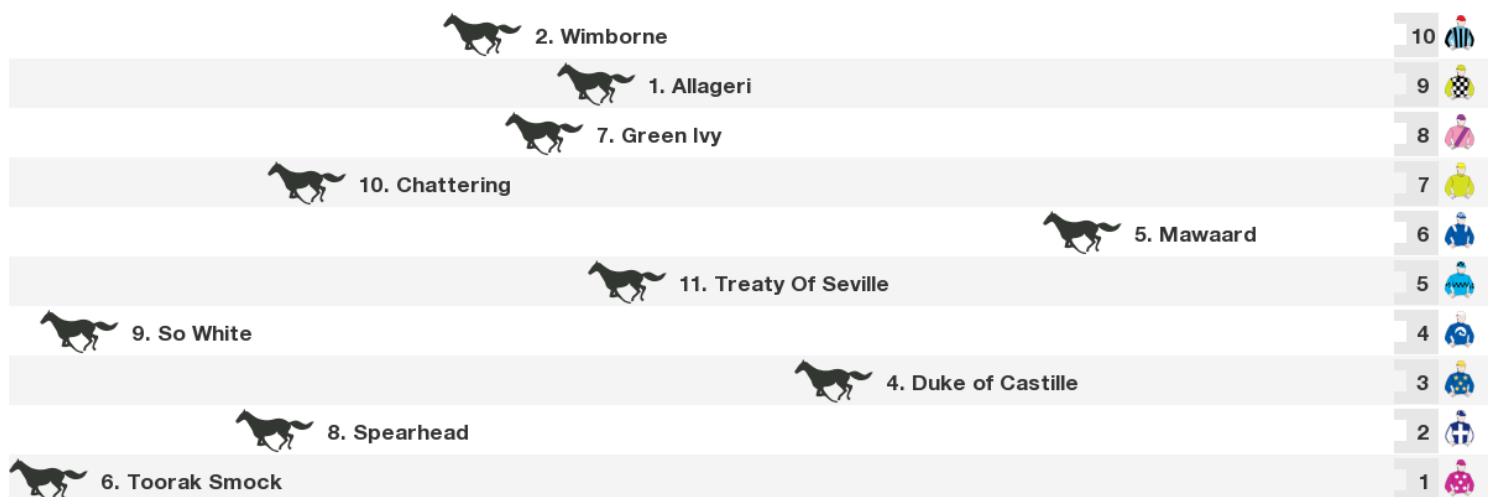 2. Wimborne 10
1. Allageri 9
7. Green Ivy 8
10. Chattering 7
5. Mawaard 6
11. Treaty Of Seville 5
9. So White 4
4. Duke of Castille 3
8. Spearhead 2
6. Toorak Smock 1